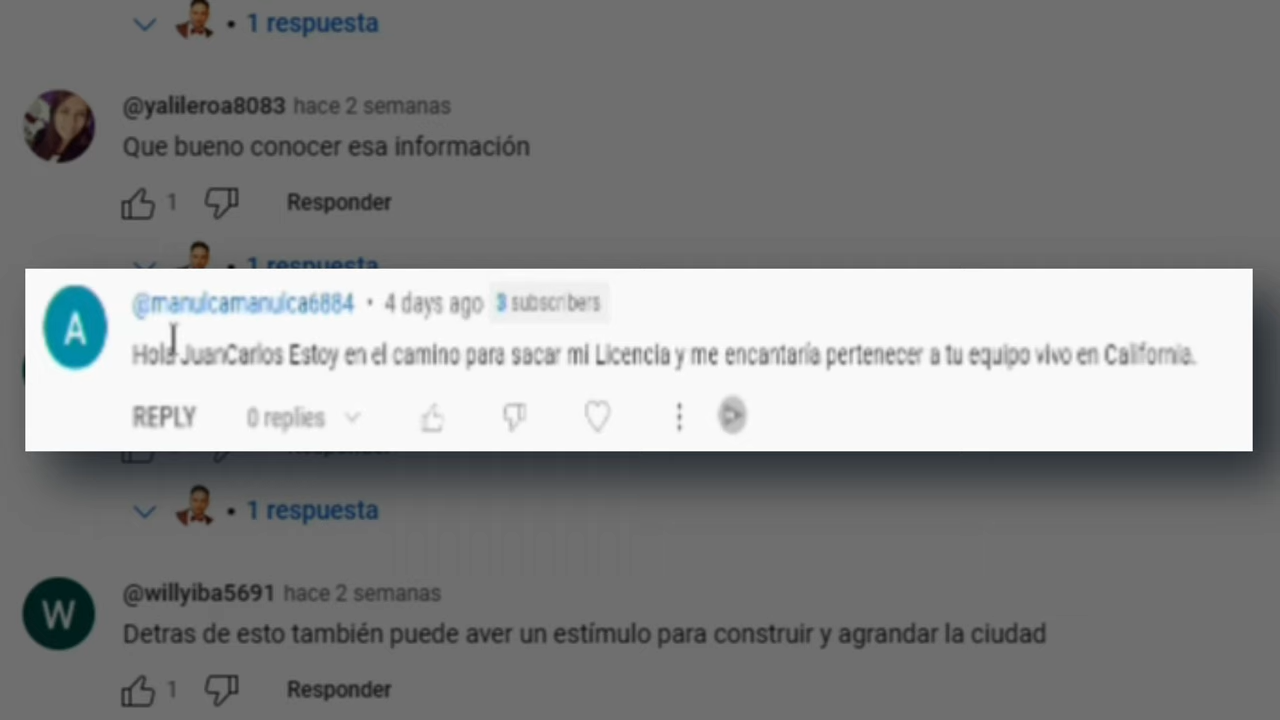 • 1 respuesta
@yalileroa8083 hace 2 semanas
Que bueno conocer esa información
1 Responder
1 respuesta
A
@manulcamanulca6884 • 4 days ago 3 subscribers
Hola JuanCarlos Estoy en el camino para sacar mi Licencia y me encantaría pertenecer a tu equipo vivo en California.
REPLY 0 replies
Responder
• 1 respuesta
W
@willyiba5691 hace 2 semanas
Detras de esto también puede aver un estímulo para construir y agrandar la ciudad
1 Responder